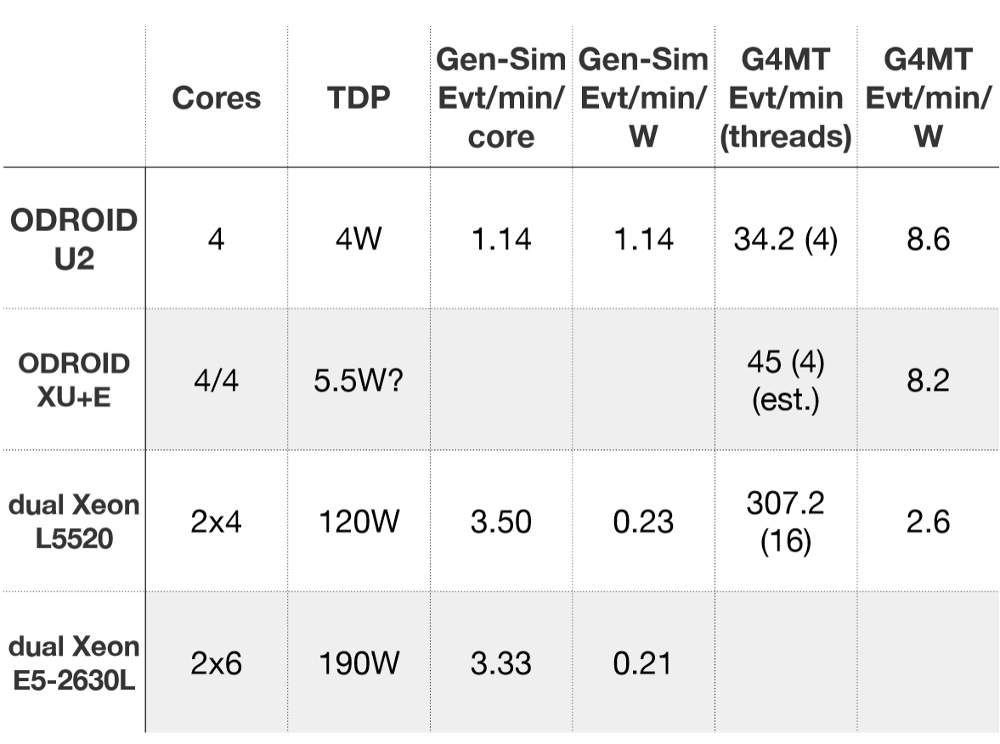 Cores TDP Gen-Sim Evt/min/ core Gen-Sim Evt/min/ W G4MT Evt/min (threads) G4MT Evt/min/ W
ODROID U2 4 4W 1.14 1.14 34.2 (4) 8.6
ODROID XU+E 4/4 5.5W? 45 (4) (est.) 8.2
dual Xeon L5520 2x4 120W 3.50 0.23 307.2 (16) 2.6
dual Xeon E5-2630L 2x6 190W 3.33 0.21